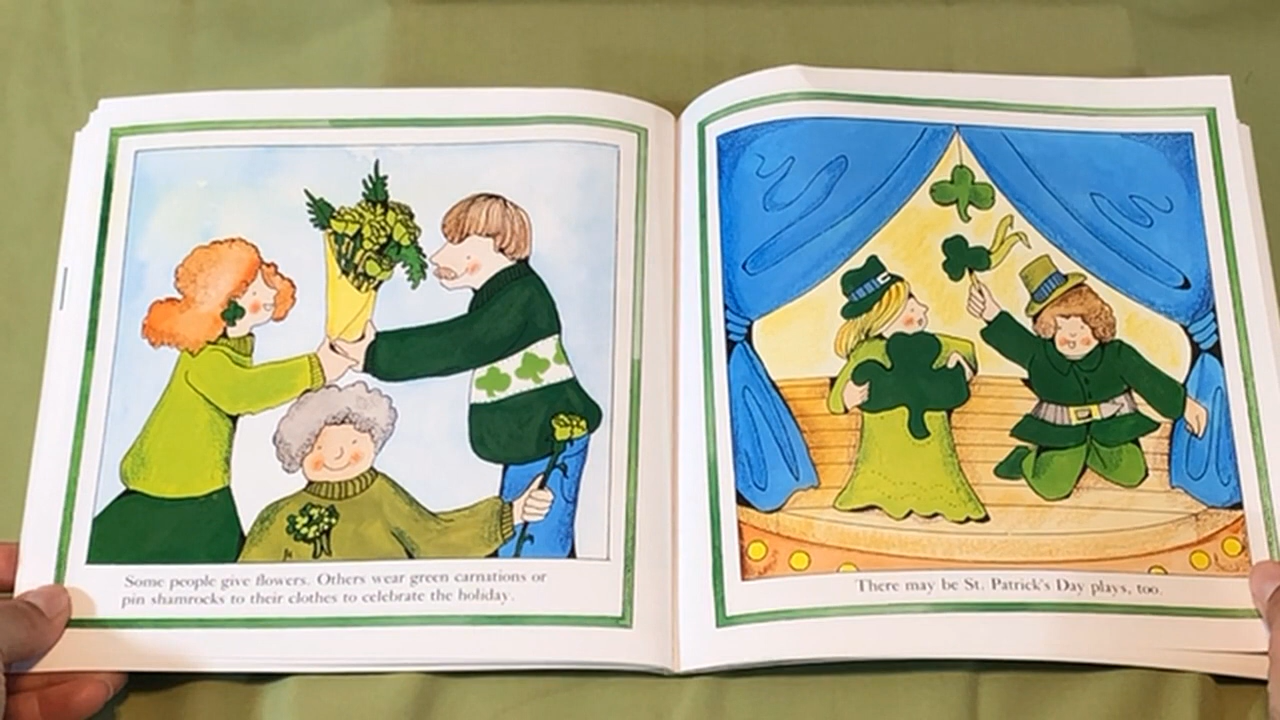 Some people give flowers. Others wear green carnations or
pin shamrocks to their clothes to celebrate the holiday.
There may be St. Patrick's Day plays, too.